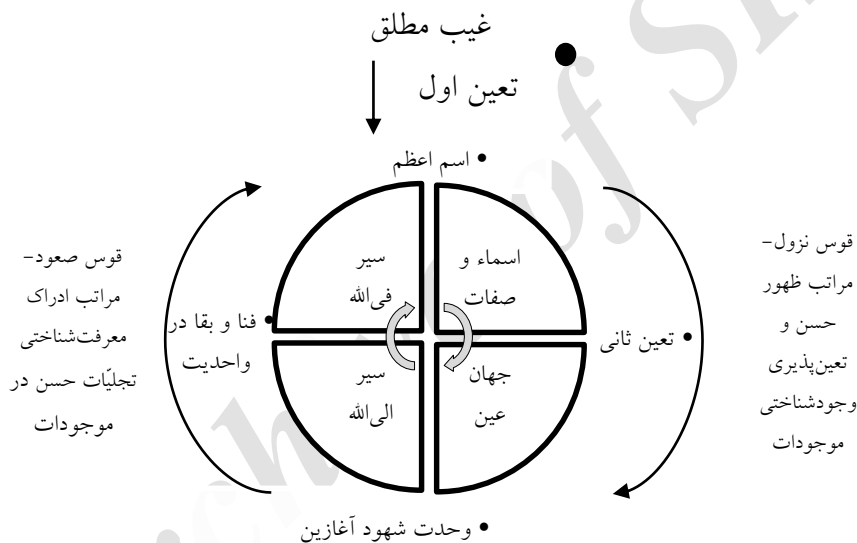 غیب مطلق
تعین اول
• اسم اعظم
قوس نزول-
مراتب ظهور
حسن و
تعین‌پذیری
وجودشناختی
موجودات
اسماء و
صفات
• تعین ثانی
جهان
عین
• وحدت شهود آغازین
سیر
الی‌الله
• فنا و بقا در
واحدیت
سیر
فی‌الله
قوس صعود-
مراتب ادراک
معرفت‌شناختی
تجلیّات حسن در
موجودات